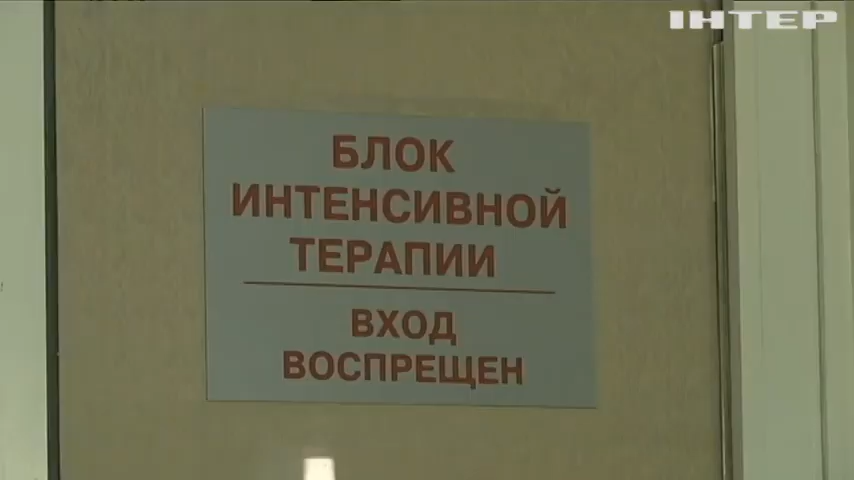 ІНТЕР
БЛОК
ИНТЕНСИВНОЙ
ТЕРАПИИ
ВХОД
ВОСПРЕЩЕН